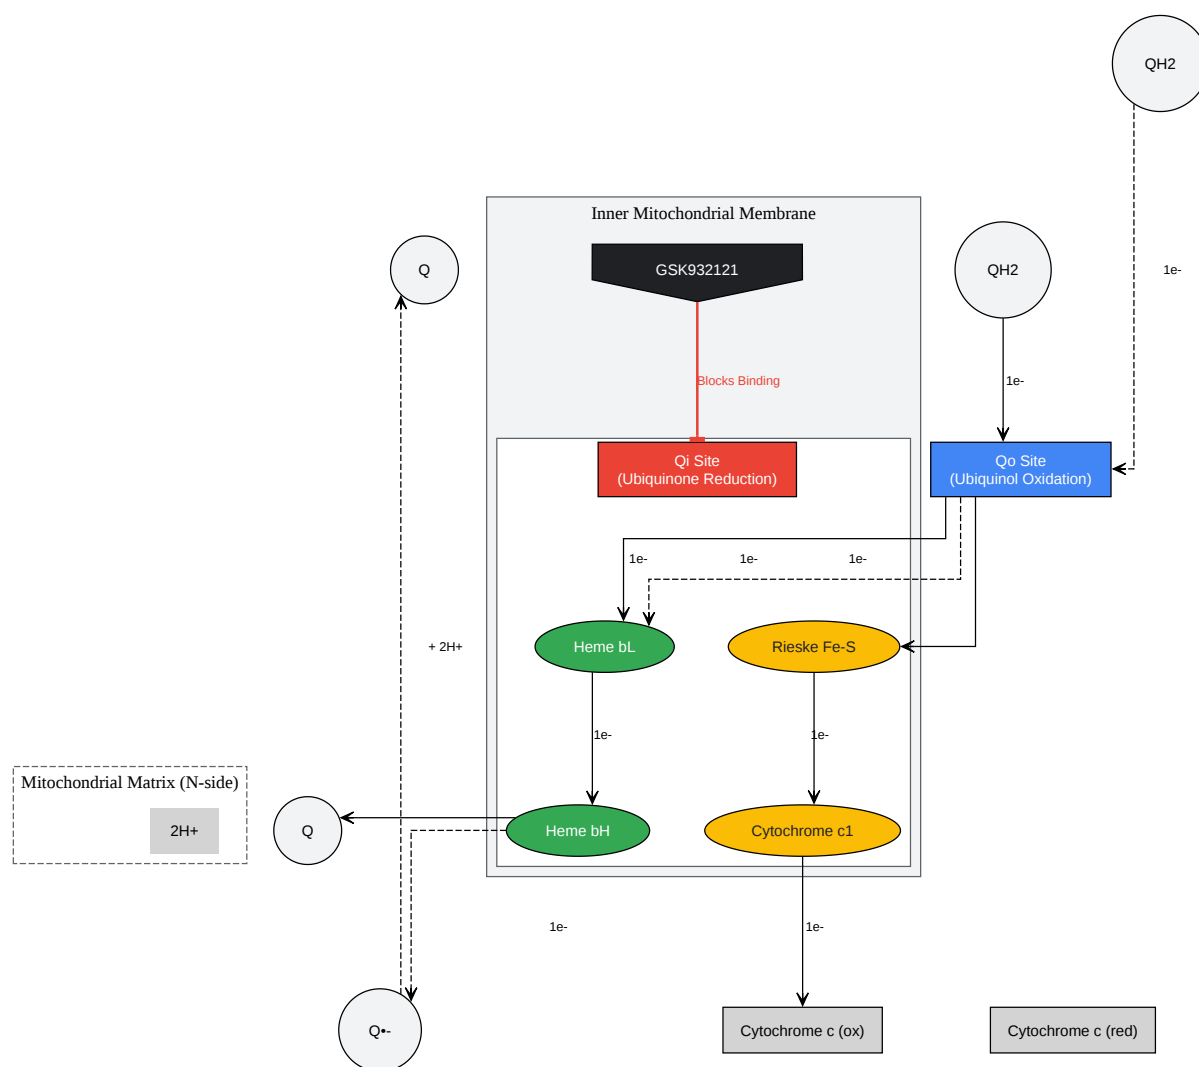 QH2
Inner Mitochondrial Membrane
Q
GSK932121
QH2
1e-
Blocks Binding
1e-
Qi Site
(Ubiquinone Reduction)
Qo Site
(Ubiquinol Oxidation)
1e-
1e-
1e-
+ 2H+
Heme bL
Rieske Fe-S
1e-
1e-
Mitochondrial Matrix (N-side)
2H+
Q
Heme bH
Cytochrome c1
1e-
1e-
Q•-
Cytochrome c (ox)
Cytochrome c (red)